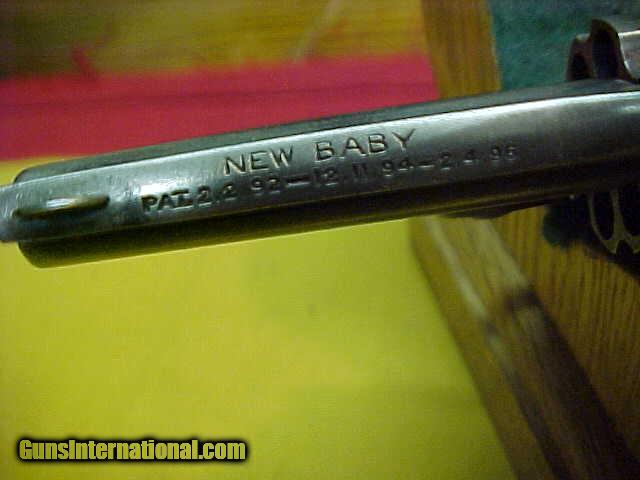 NEW BABY
PAT. 2.2 92-12.11 94-2.4.96
GunsInternational.com